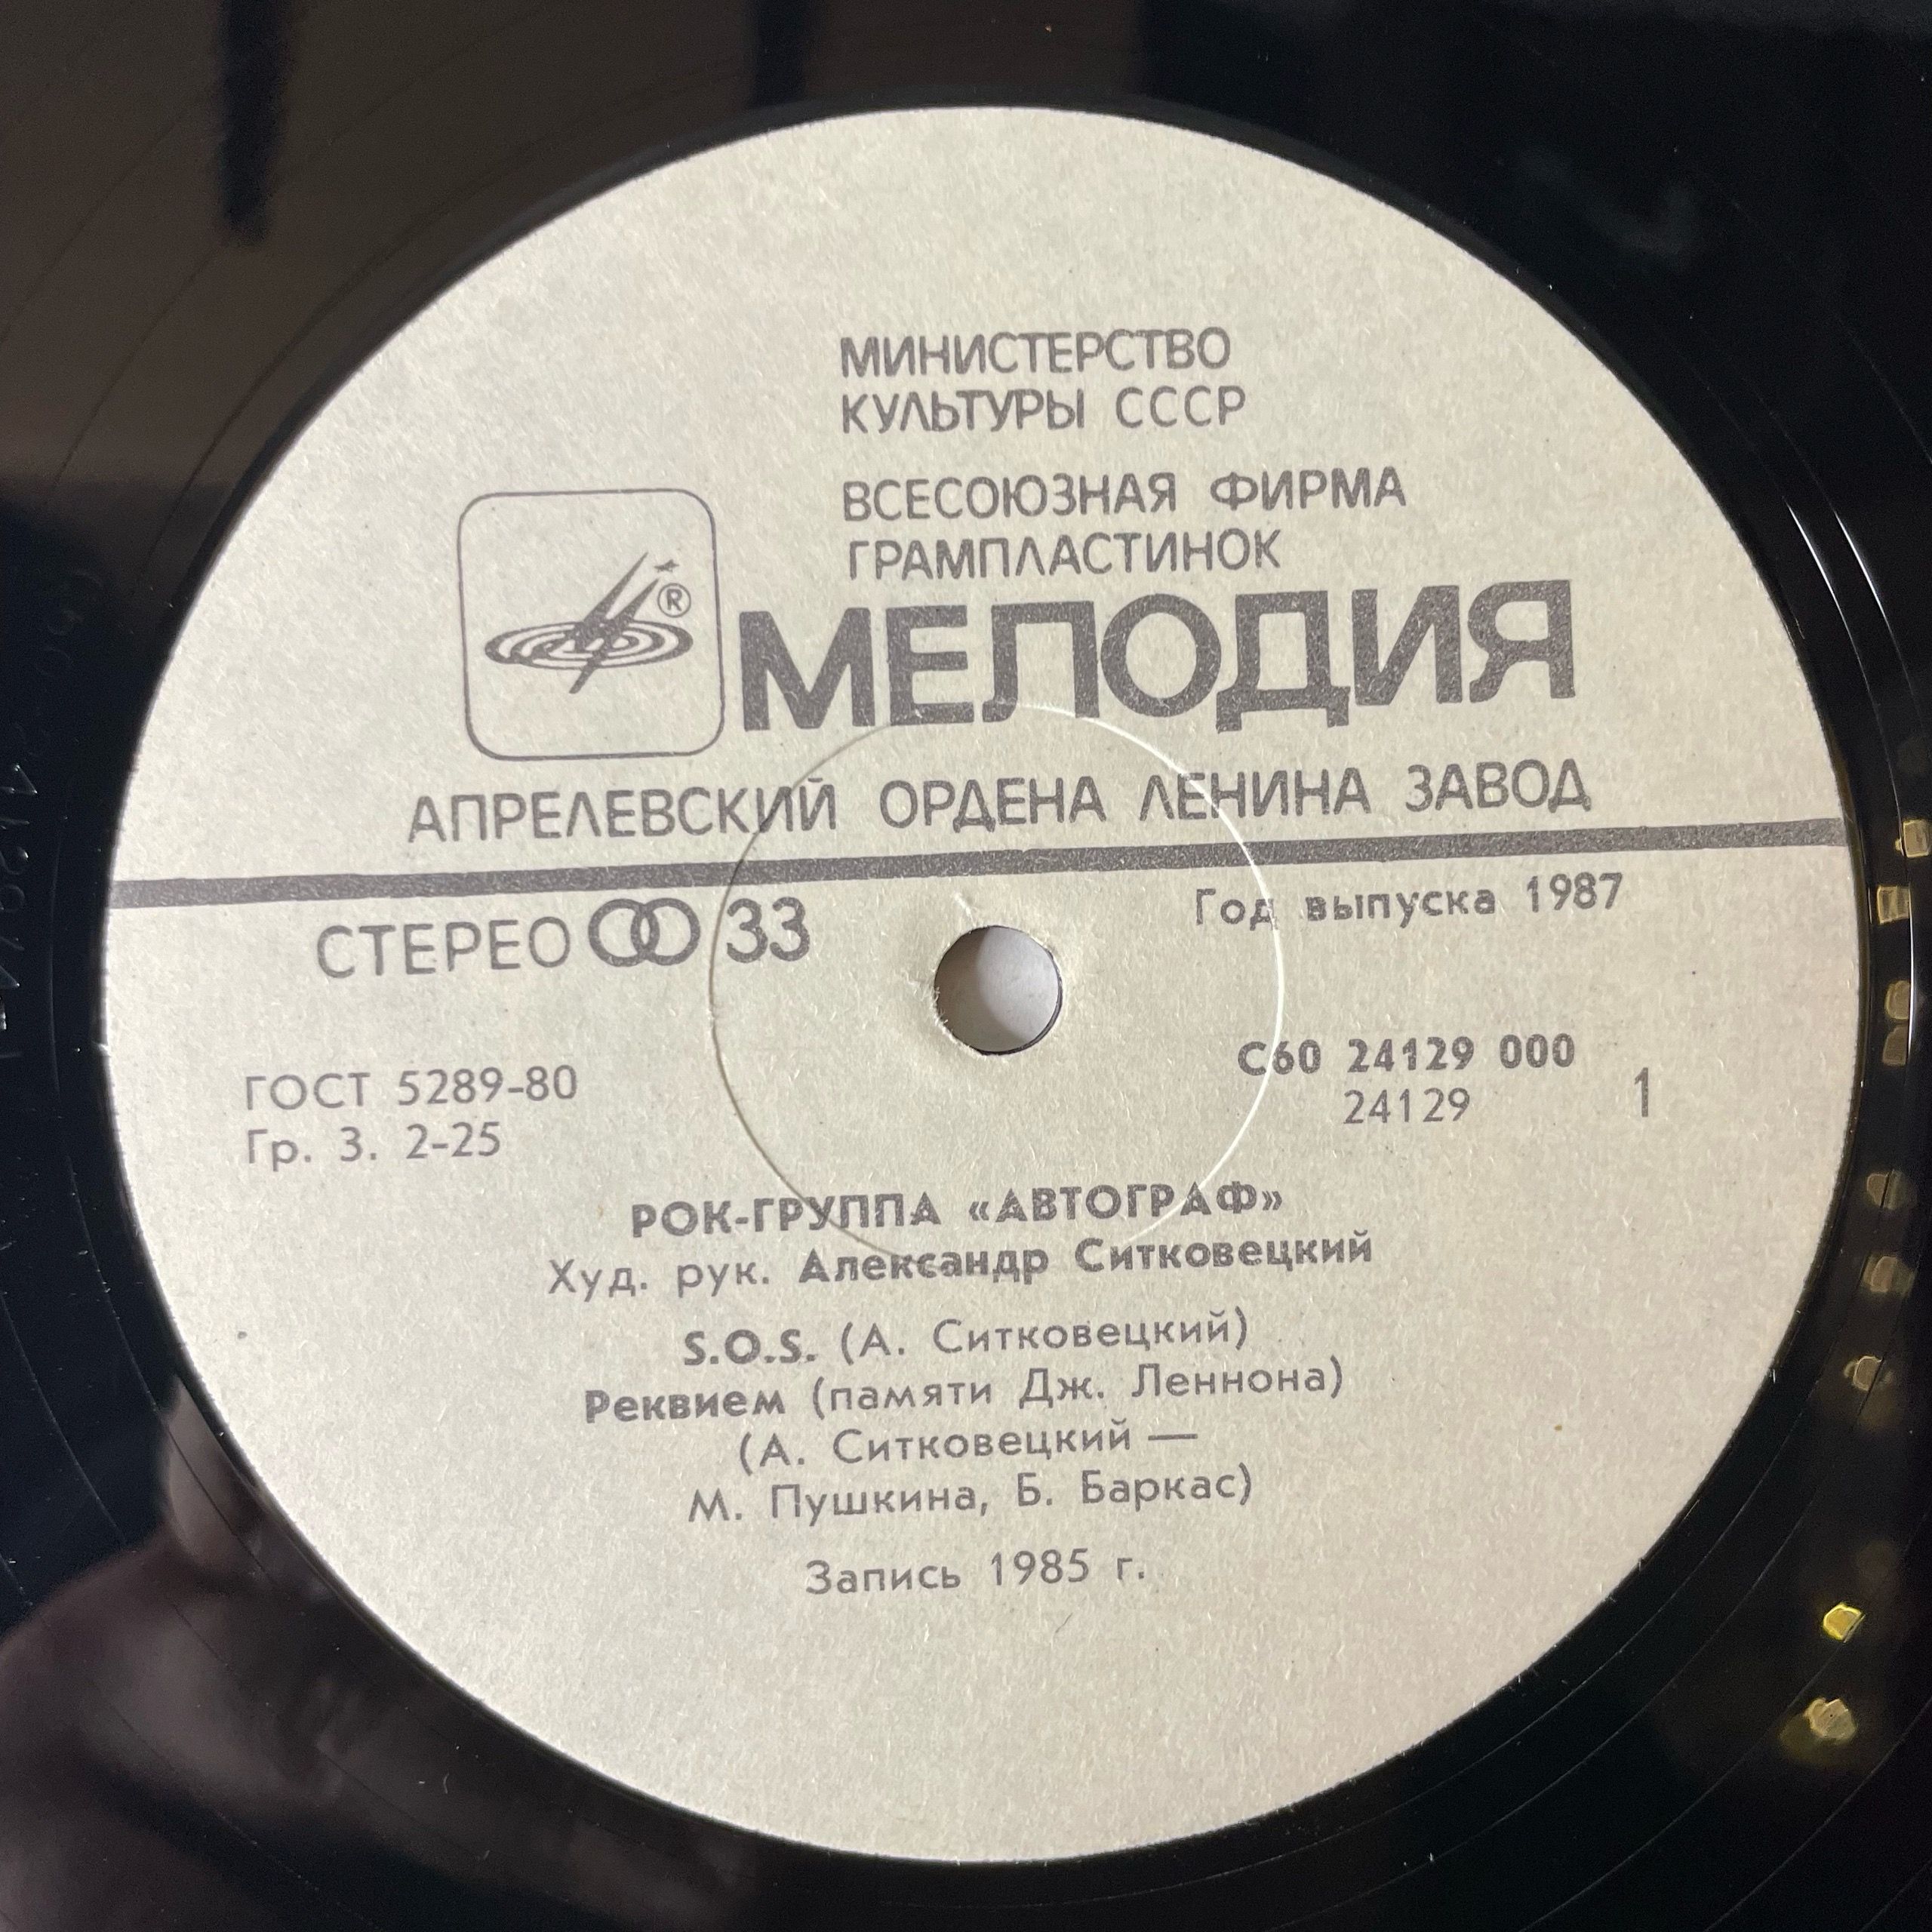 МИНИСТЕРСТВО
КУЛЬТУРЫ СССР
ВСЕСОЮЗНАЯ ФИРМА
ГРАМПЛАСТИНОК
®
МЕЛОДИЯ
АПРЕЛЕВСКИЙ ОРДЕНА ЛЕНИНА ЗАВОД
СТЕРЕО 33
Год выпуска 1987
ГОСТ 5289-80
Гр. 3. 2-25
С60 24129 000
24129
1
РОК-ГРУППА «АВТОГРАФ»
Худ. рук. Александр Ситковецкий
S.O.S. (А. Ситковецкий)
Реквием (памяти Дж. Леннона)
(А. Ситковецкий —
М. Пушкина, Б. Баркас)
Запись 1985 г.